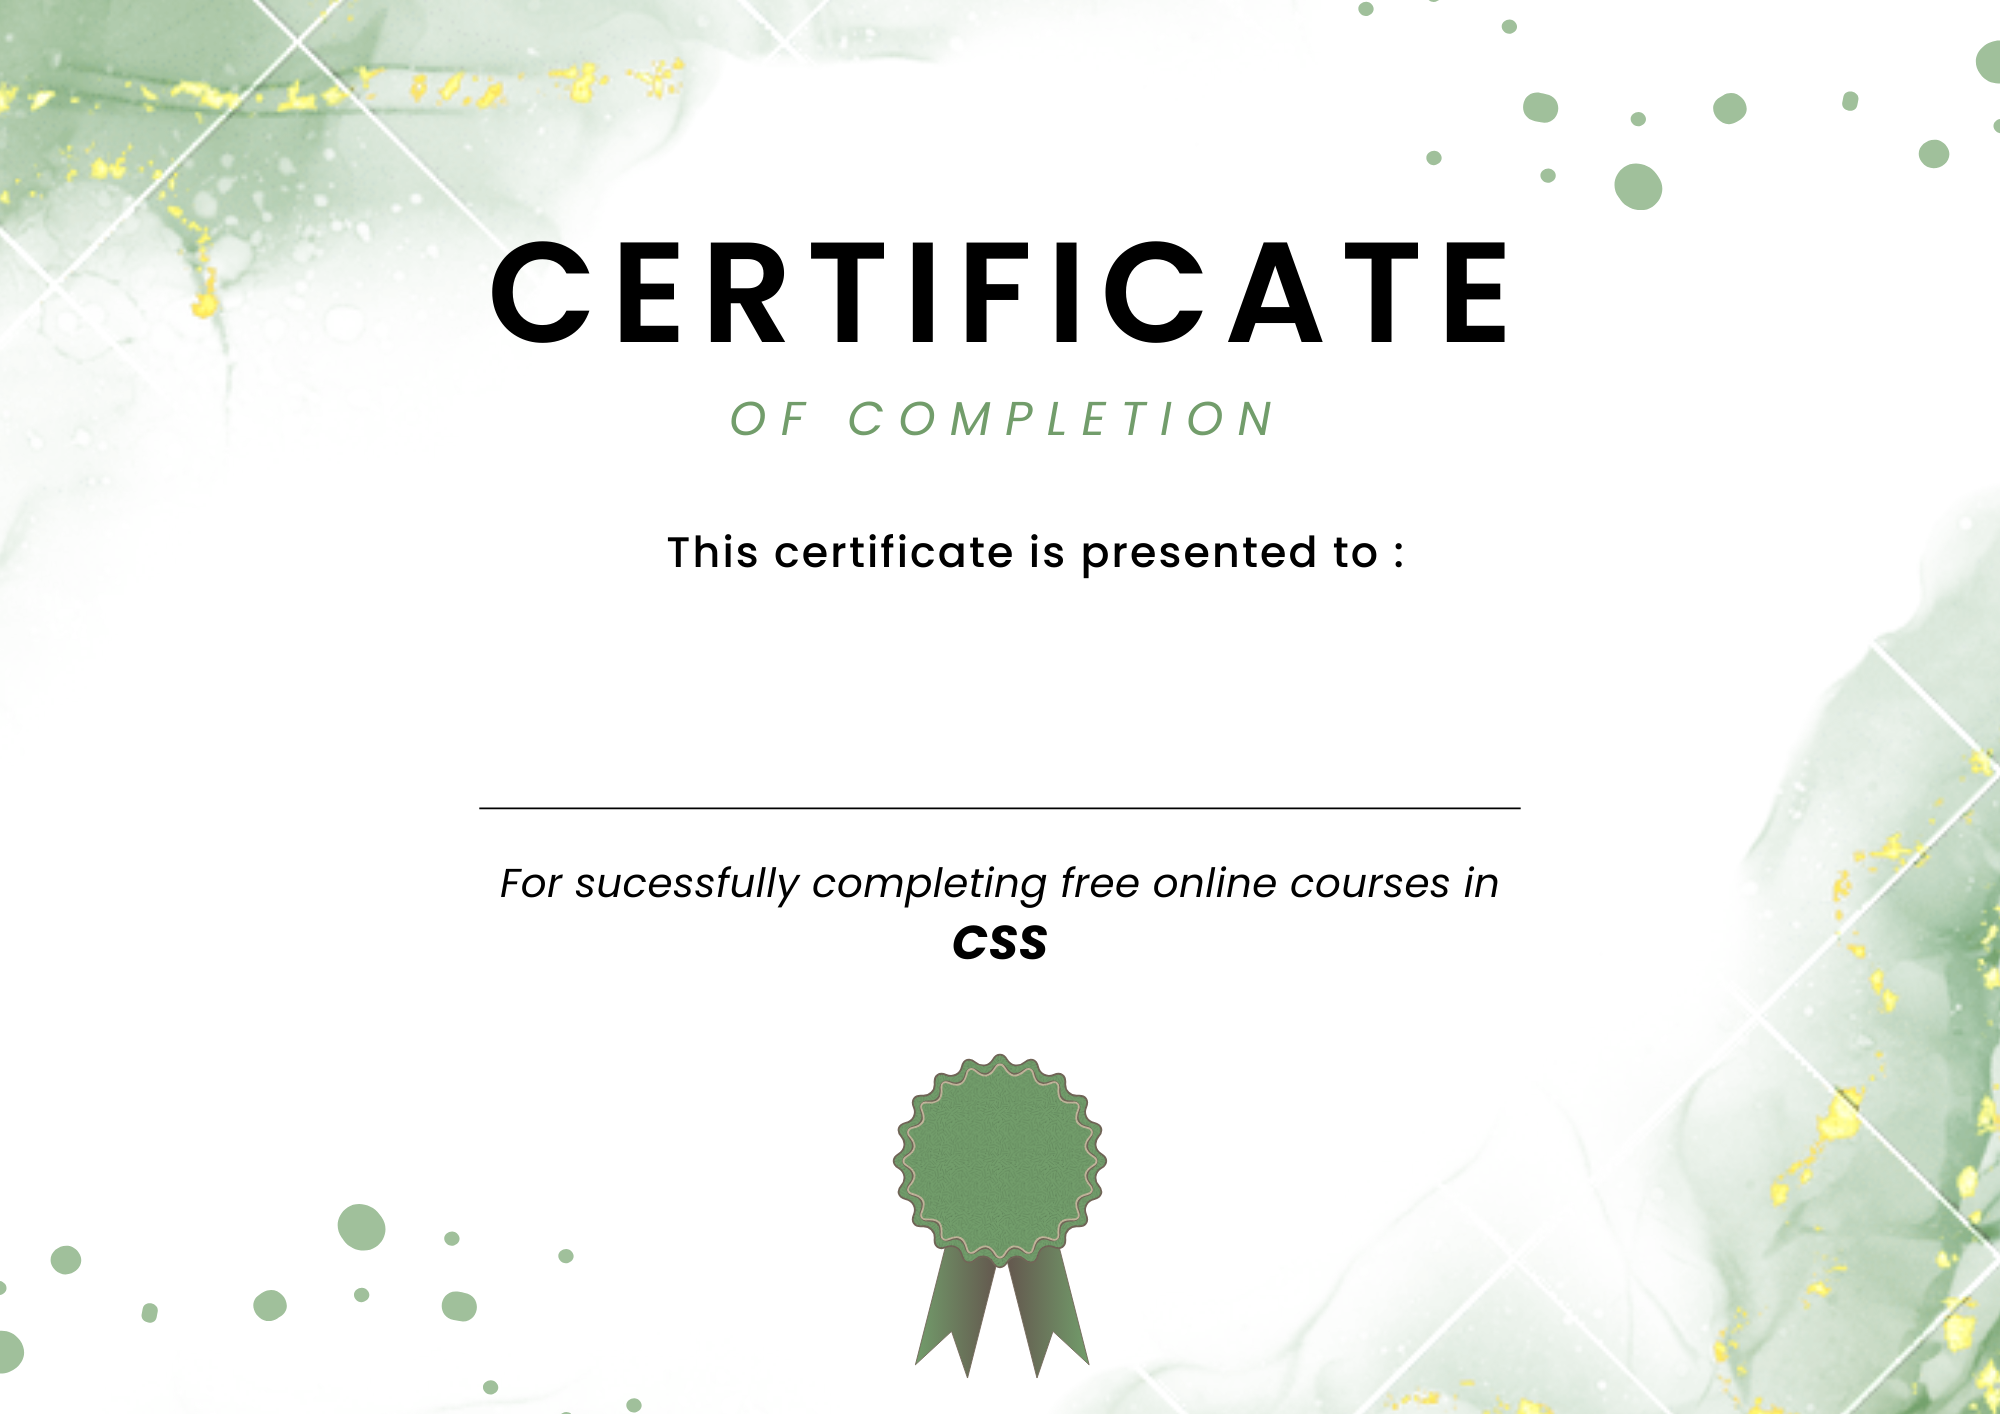 CERTIFICATE
OF COMPLETION
This certificate is presented to :
For sucessfully completing free online courses in
CSS